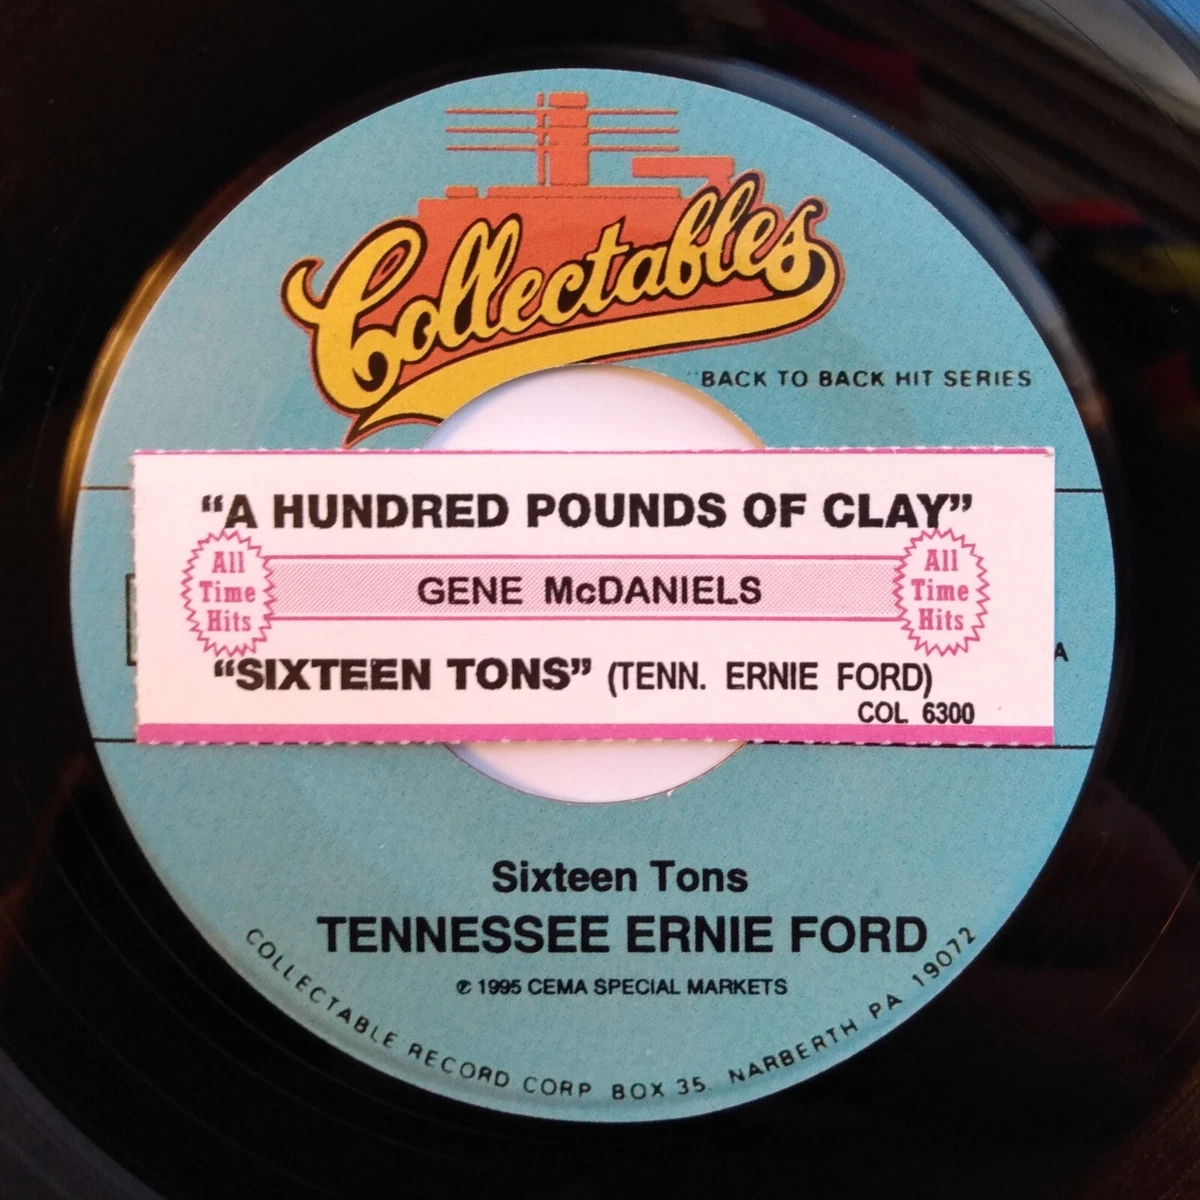 Collectables
"BACK TO BACK HIT SERIES
"A HUNDRED POUNDS OF CLAY"
All Time Hits
GENE McDANIELS
All Time Hits
"SIXTEEN TONS" (TENN. ERNIE FORD)
COL 6300
A
Sixteen Tons
TENNESSEE ERNIE FORD
℗ 1995 CEMA SPECIAL MARKETS
COLLECTABLE RECORD CORP BOX 35. NARBERTH PA 19072